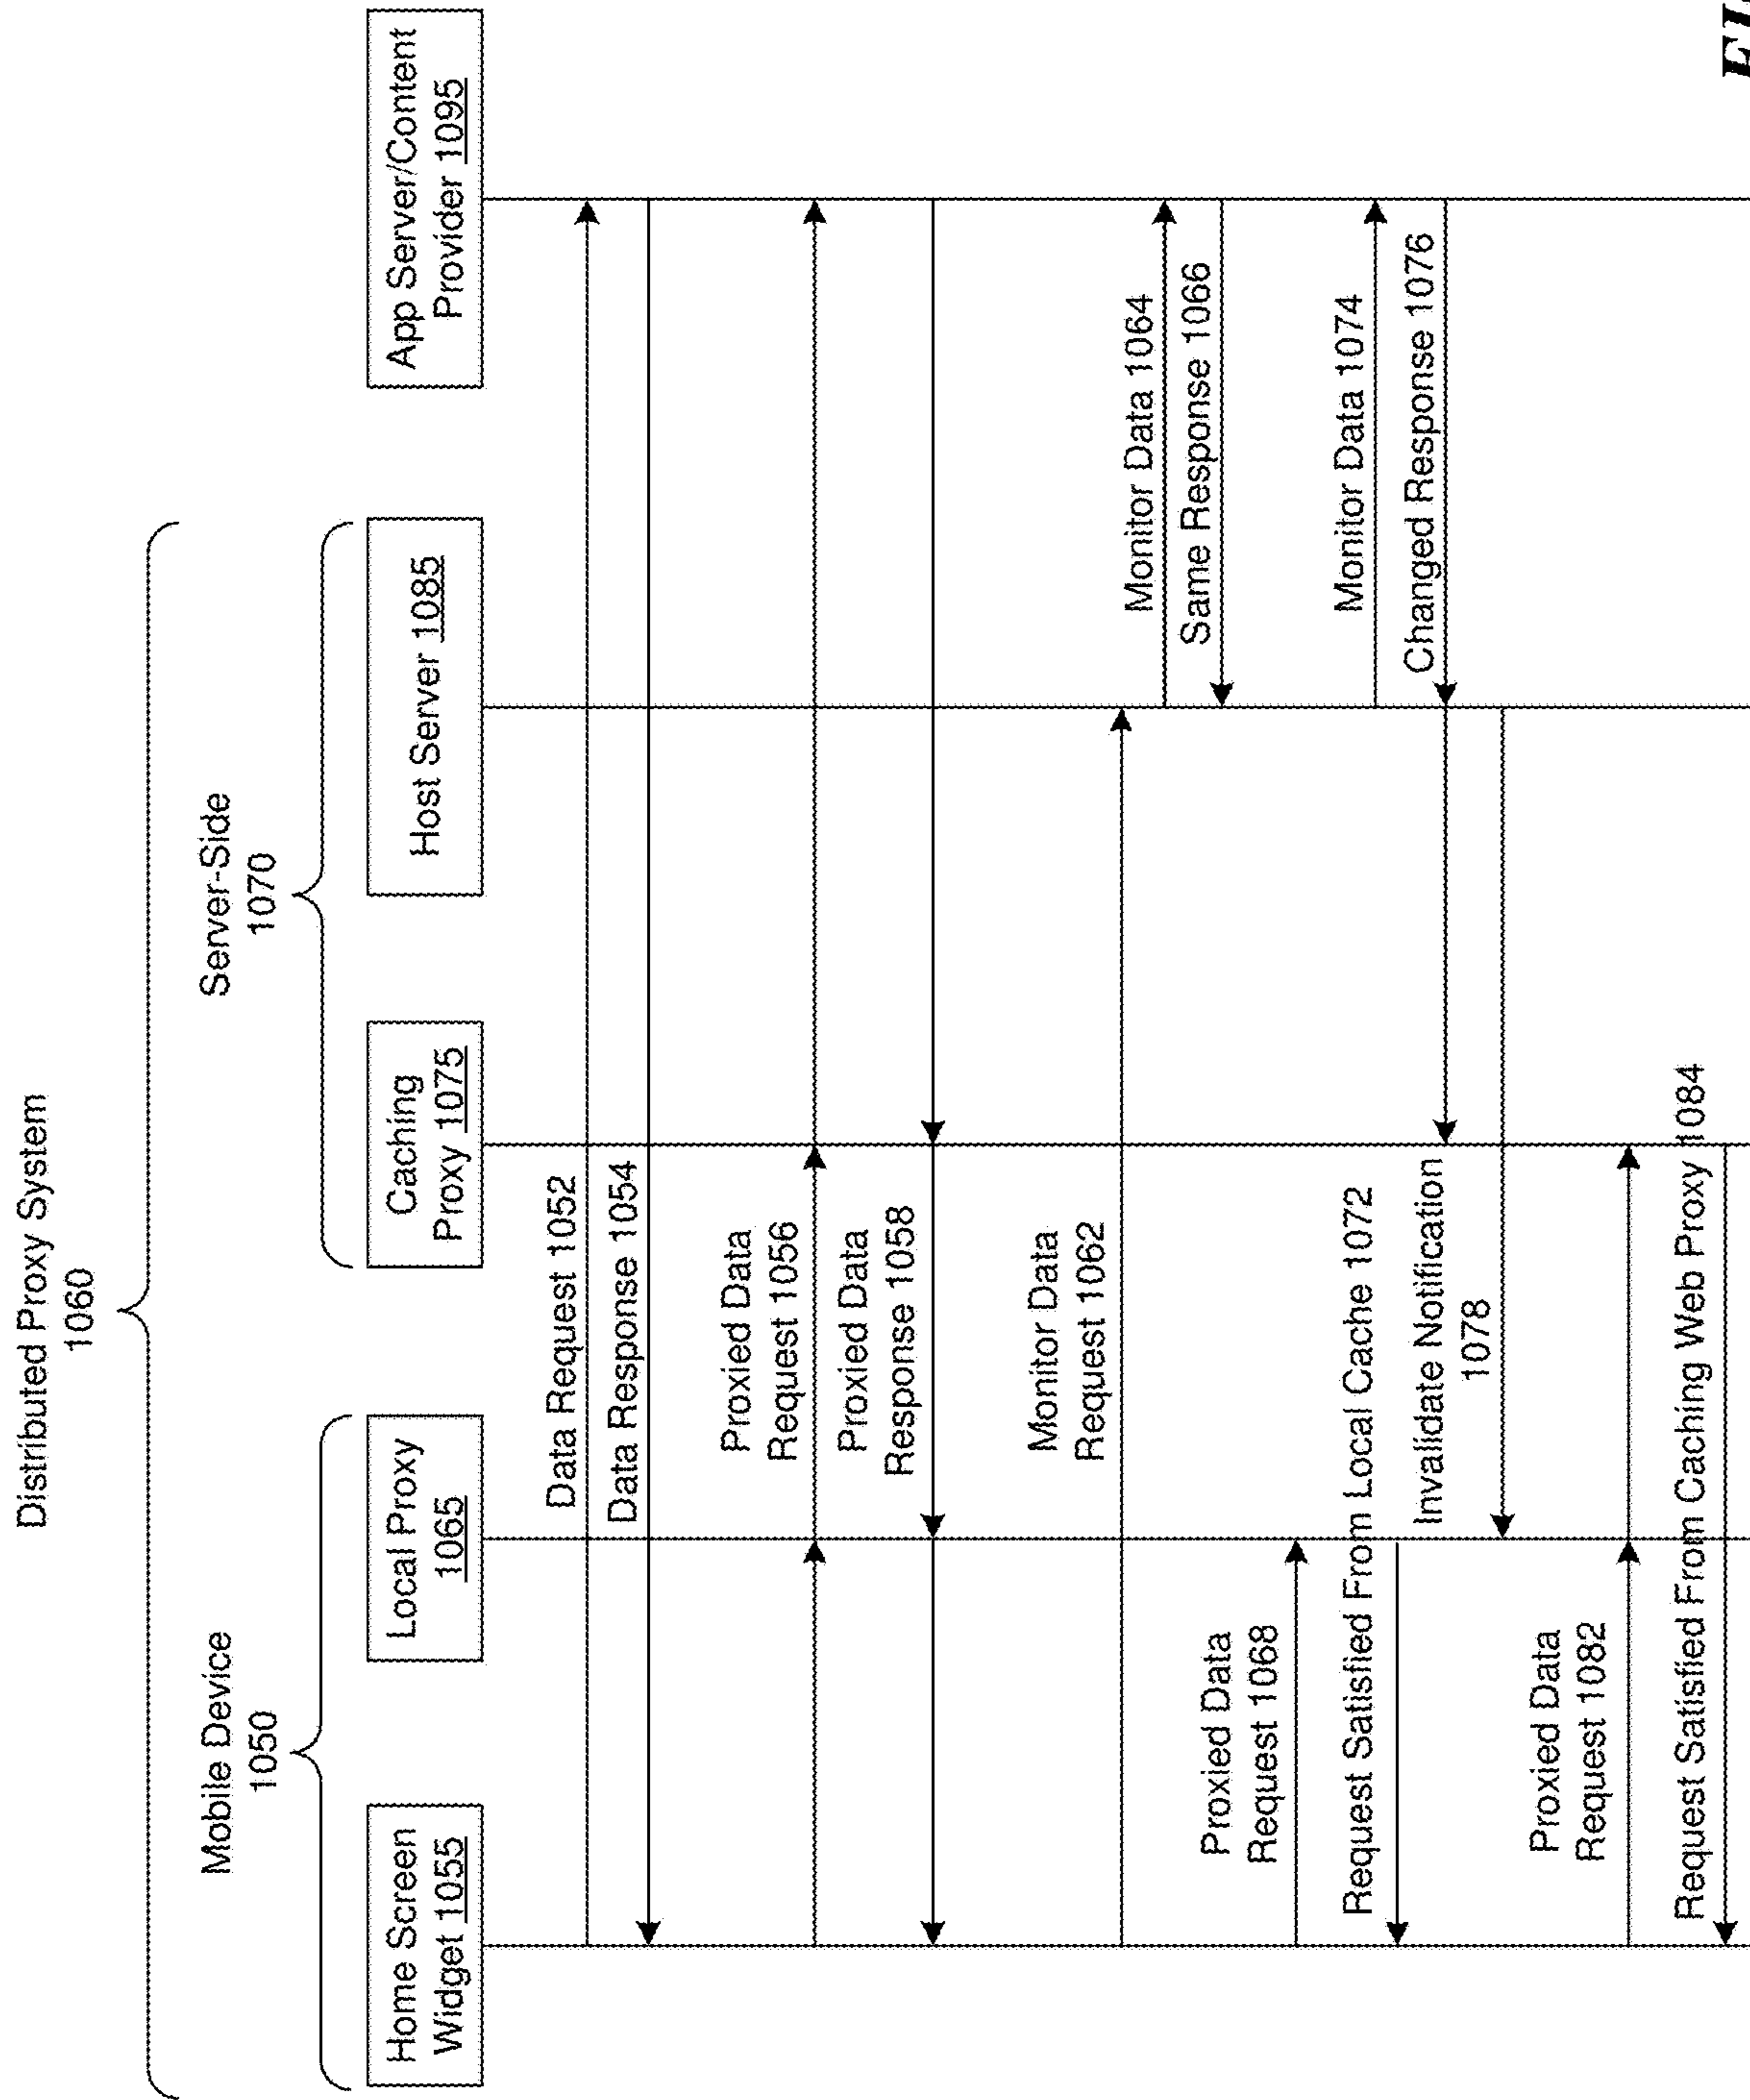 Distributed Proxy System
1060
Mobile Device
1050
Server-Side
1070
Home Screen
Widget 1055
Local Proxy
1065
Caching
Proxy 1075
Host Server 1085
App Server/Content
Provider 1095
Data Request 1052
Data Response 1054
Proxied Data
Request 1056
Proxied Data
Response 1058
Monitor Data
Request 1062
Monitor Data 1064
Same Response 1066
Proxied Data
Request 1068
Request Satisfied From Local Cache 1072
Monitor Data 1074
Changed Response 1076
Invalidate Notification
1078
Proxied Data
Request 1082
Request Satisfied From Caching Web Proxy 1084